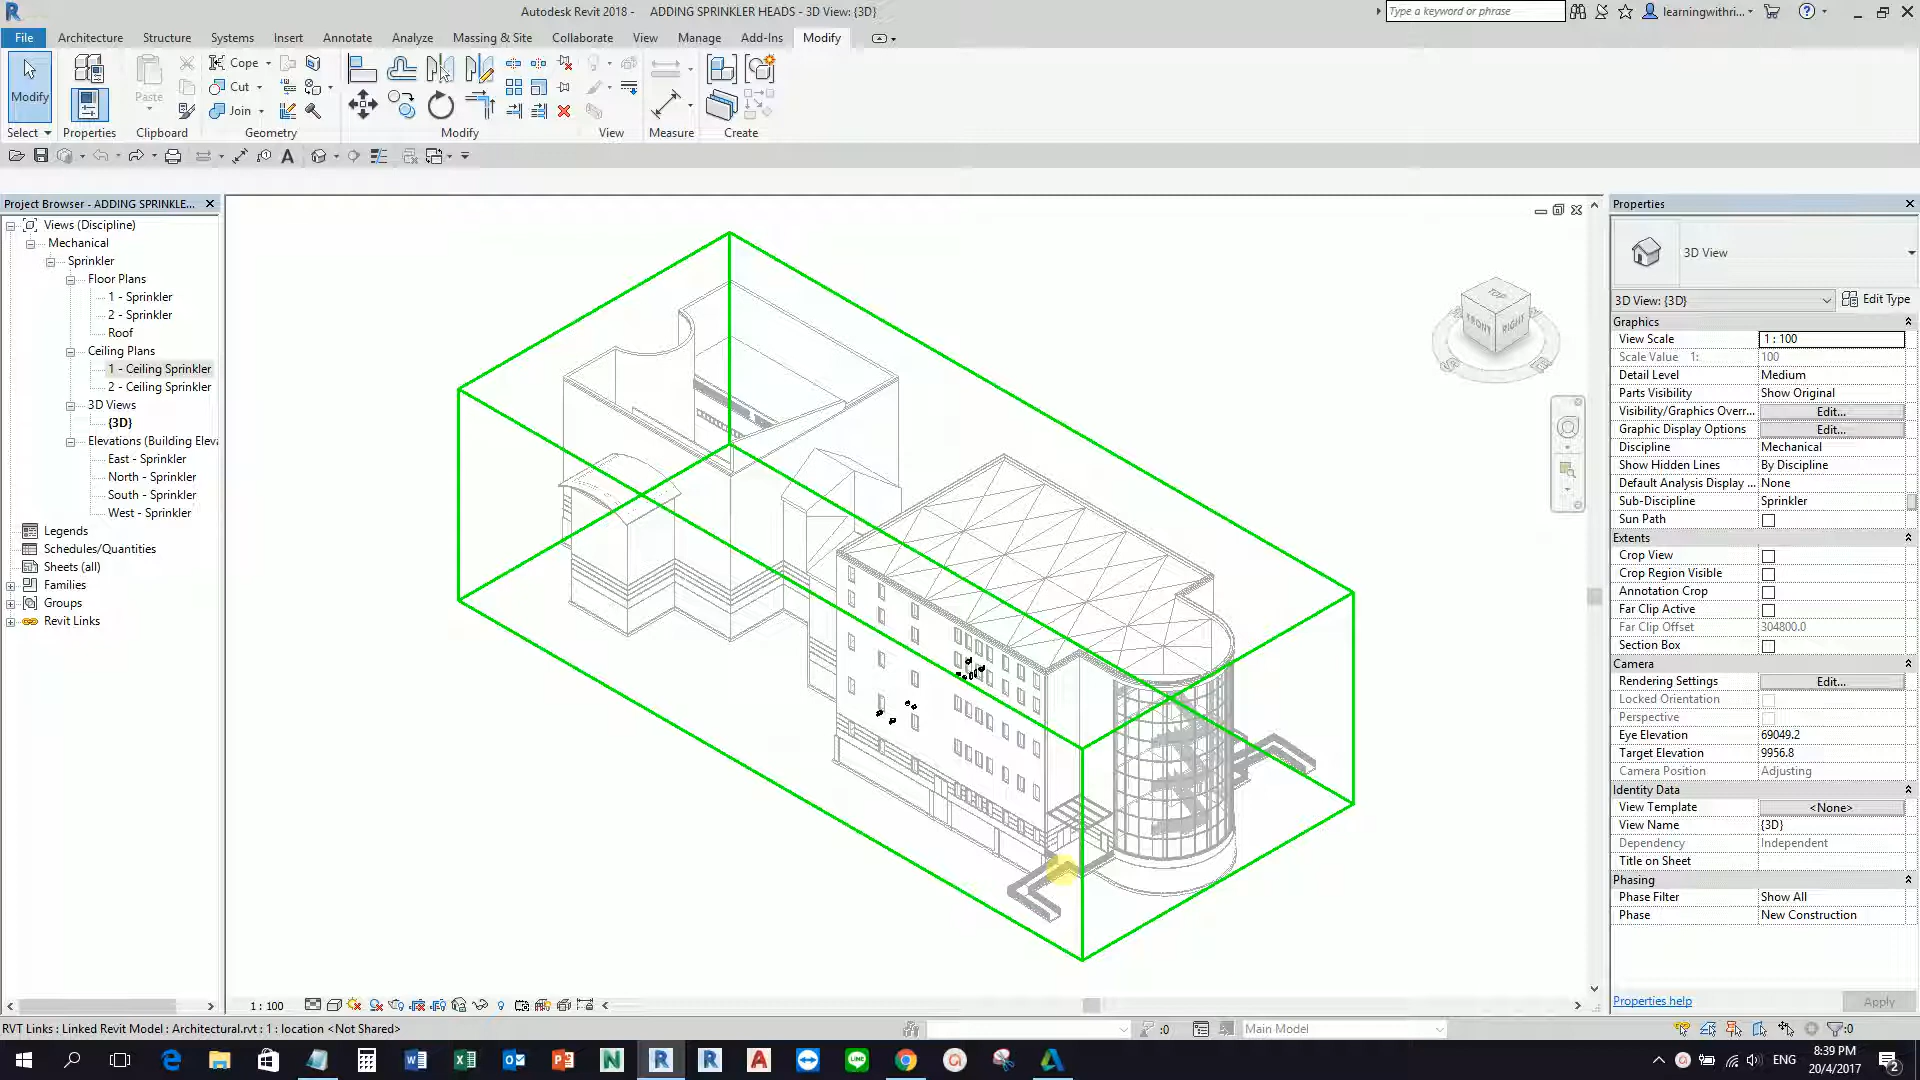 Autodesk Revit 2018 -     ADDING SPRINKLER HEADS - 3D View: {3D}
Type a keyword or phrase
learningwithri...
File Architecture Structure Systems Insert Annotate Analyze Massing & Site Collaborate View Manage Add-Ins Modify
Modify
Paste
Cope
Cut
Join
Select Properties Clipboard Geometry Modify View Measure Create
Project Browser - ADDING SPRINKLE...
Views (Discipline)
Mechanical
Sprinkler
Floor Plans
1 - Sprinkler
2 - Sprinkler
Roof
Ceiling Plans
1 - Ceiling Sprinkler
2 - Ceiling Sprinkler
3D Views
{3D}
Elevations (Building Eleva
East - Sprinkler
North - Sprinkler
South - Sprinkler
West - Sprinkler
Legends
Schedules/Quantities
Sheets (all)
Families
Groups
Revit Links
TOP
FRONT
RIGHT
Properties
3D View
3D View: {3D} Edit Type
Graphics
View Scale 1 : 100
Scale Value 1: 100
Detail Level Medium
Parts Visibility Show Original
Visibility/Graphics Overr... Edit...
Graphic Display Options Edit...
Discipline Mechanical
Show Hidden Lines By Discipline
Default Analysis Display ... None
Sub-Discipline Sprinkler
Sun Path
Extents
Crop View
Crop Region Visible
Annotation Crop
Far Clip Active
Far Clip Offset 304800.0
Section Box
Camera
Rendering Settings Edit...
Locked Orientation
Perspective
Eye Elevation 69049.2
Target Elevation 9956.8
Camera Position Adjusting
Identity Data
View Template <None>
View Name {3D}
Dependency Independent
Title on Sheet
Phasing
Phase Filter Show All
Phase New Construction
Properties help Apply
1 : 100
RVT Links : Linked Revit Model : Architectural.rvt : 1 : location <Not Shared>
:0
Main Model
:0
ENG
8:39 PM
20/4/2017
2